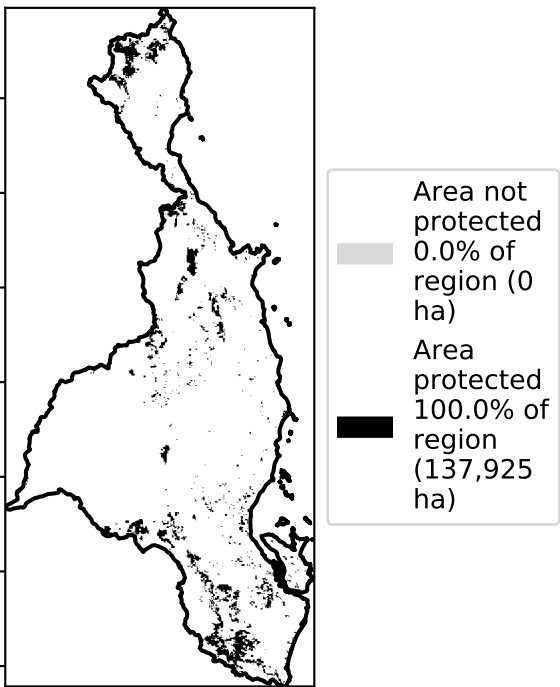 Area not
protected
0.0% of
region (0
ha)
Area
protected
100.0% of
region
(137,925
ha)